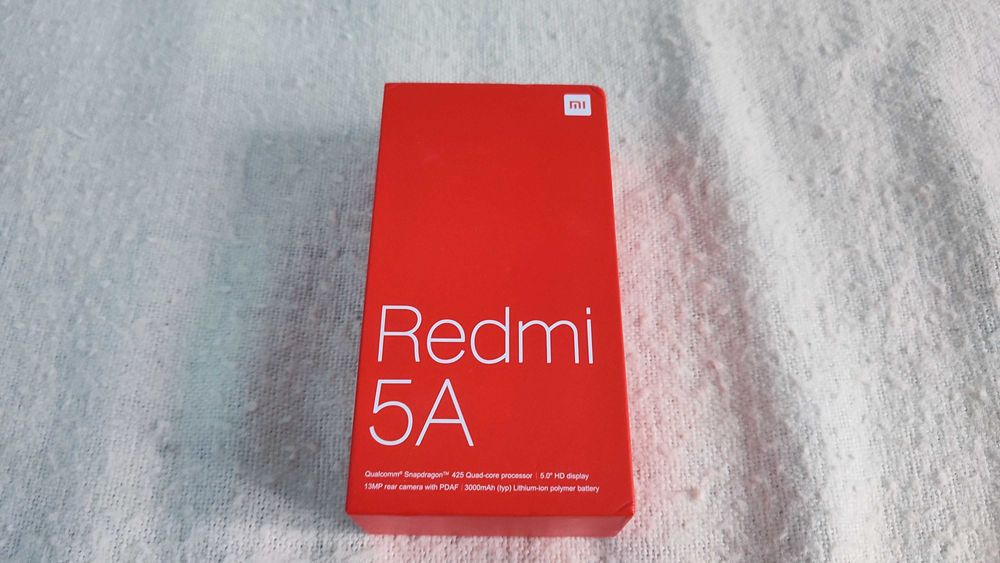 mi
Redmi
5A
Qualcomm® Snapdragon™ 425 Quad-core processor | 5.0" HD display
13MP rear camera with PDAF | 3000mAh (typ) Lithium-ion polymer battery